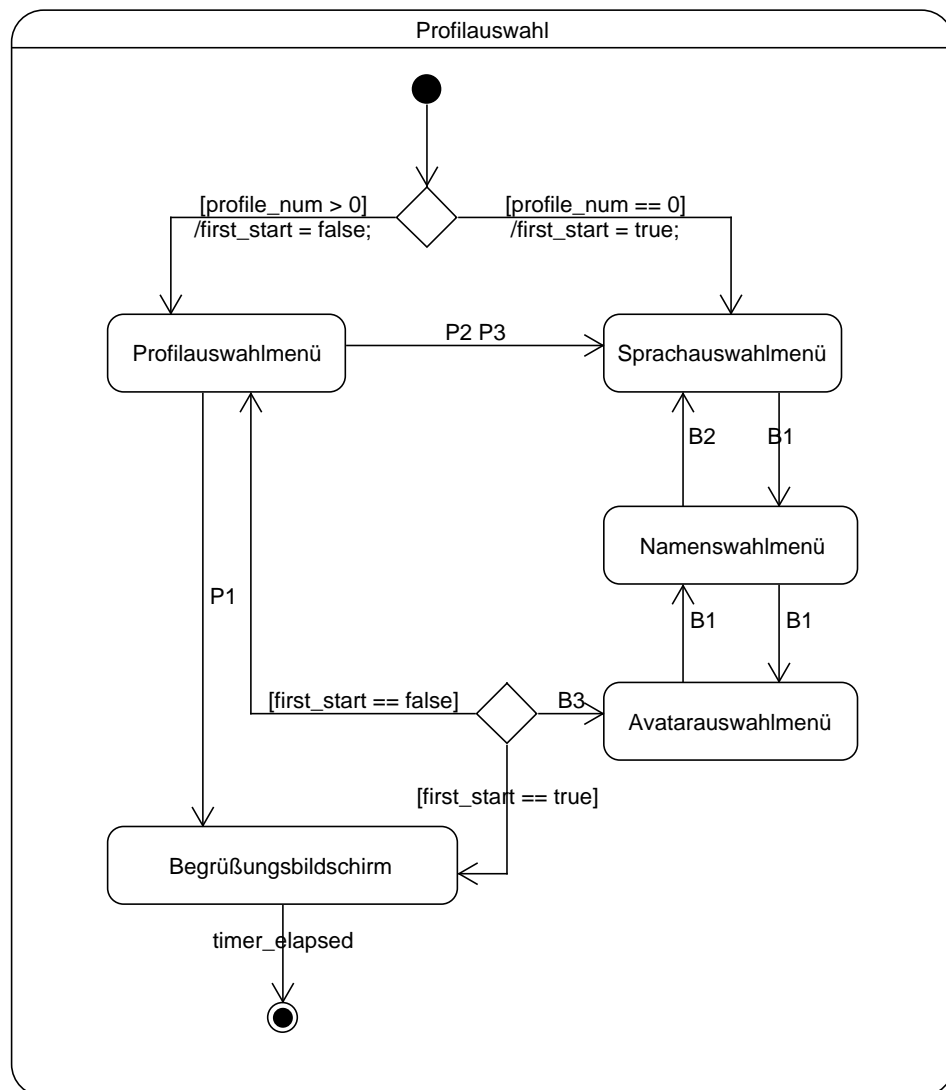 Profilauswahl
[profile_num > 0]
/first_start = false;
[profile_num == 0]
/first_start = true;
Profilauswahlmenü
P2 P3
Sprachauswahlmenü
B2
B1
Namenswahlmenü
P1
B1
B1
[first_start == false]
B3
Avatarauswahlmenü
[first_start == true]
Begrüßungsbildschirm
timer_elapsed